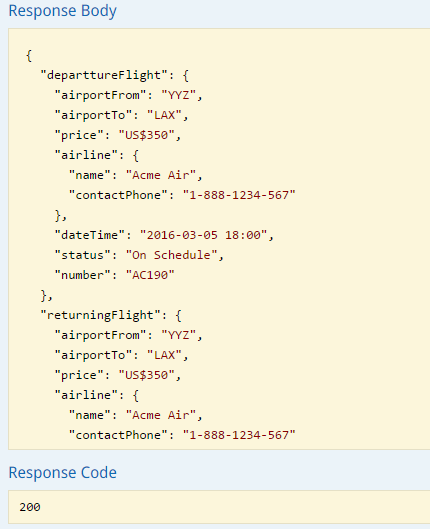 Response Body
{
"departtureFlight": {
"airportFrom": "YYZ",
"airportTo": "LAX",
"price": "US$350",
"airline": {
"name": "Acme Air",
"contactPhone": "1-888-1234-567"
},
"dateTime": "2016-03-05 18:00",
"status": "On Schedule",
"number": "AC190"
},
"returningFlight": {
"airportFrom": "YYZ",
"airportTo": "LAX",
"price": "US$350",
"airline": {
"name": "Acme Air",
"contactPhone": "1-888-1234-567"
Response Code
200